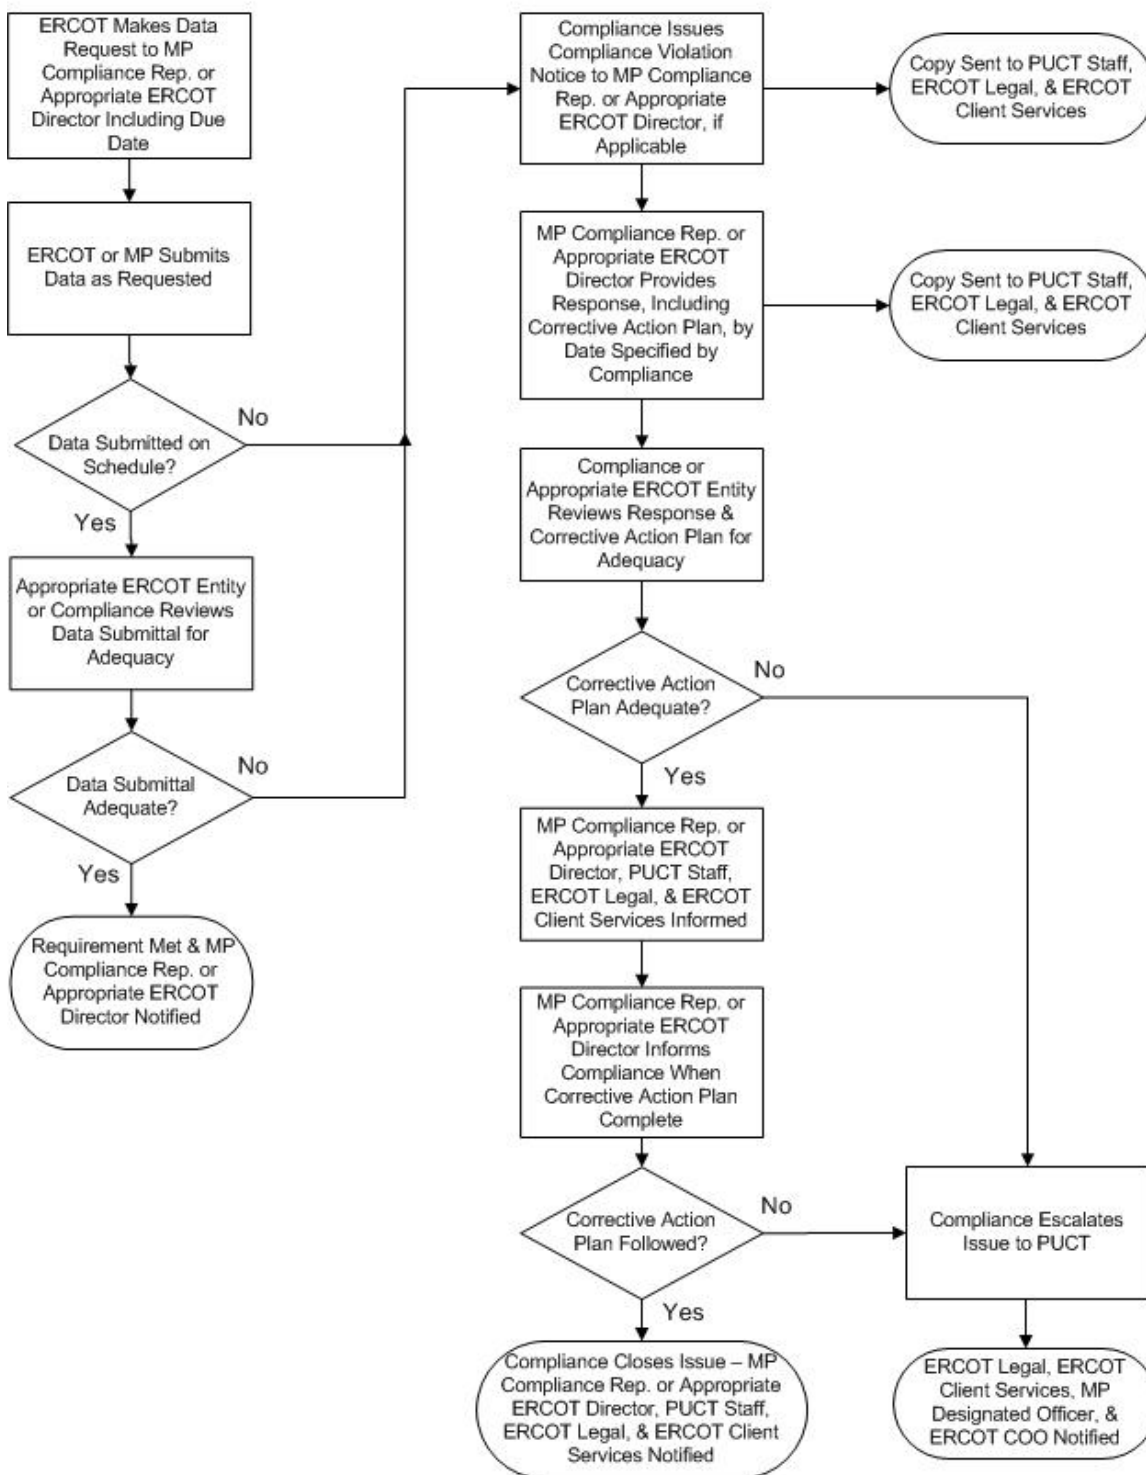 ERCOT Makes Data
Request to MP
Compliance Rep. or
Appropriate ERCOT
Director Including Due
Date
ERCOT or MP Submits
Data as Requested
Data Submitted on
Schedule?
No
Yes
Appropriate ERCOT Entity
or Compliance Reviews
Data Submittal for
Adequacy
Data Submittal
Adequate?
No
Yes
Requirement Met & MP
Compliance Rep. or
Appropriate ERCOT
Director Notified
Compliance Issues
Compliance Violation
Notice to MP Compliance
Rep. or Appropriate
ERCOT Director, if
Applicable
Copy Sent to PUCT Staff,
ERCOT Legal, & ERCOT
Client Services
MP Compliance Rep. or
Appropriate ERCOT
Director Provides
Response, Including
Corrective Action Plan, by
Date Specified by
Compliance
Copy Sent to PUCT Staff,
ERCOT Legal, & ERCOT
Client Services
Compliance or
Appropriate ERCOT Entity
Reviews Response &
Corrective Action Plan for
Adequacy
Corrective Action
Plan Adequate?
No
Yes
MP Compliance Rep. or
Appropriate ERCOT
Director, PUCT Staff,
ERCOT Legal, & ERCOT
Client Services Informed
MP Compliance Rep. or
Appropriate ERCOT
Director Informs
Compliance When
Corrective Action Plan
Complete
Corrective Action
Plan Followed?
No
Yes
Compliance Closes Issue – MP
Compliance Rep. or Appropriate
ERCOT Director, PUCT Staff,
ERCOT Legal, & ERCOT Client
Services Notified
Compliance Escalates
Issue to PUCT
ERCOT Legal, ERCOT
Client Services, MP
Designated Officer, &
ERCOT COO Notified